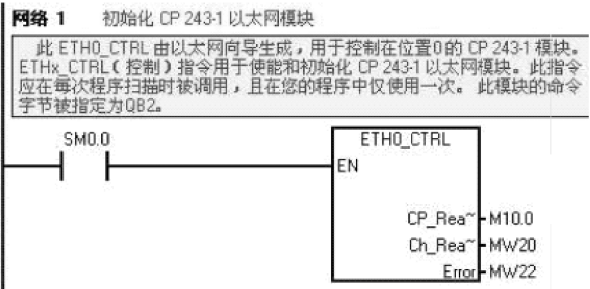 网络 1 初始化 CP 243-1 以太网模块
此 ETH0_CTRL 由以太网向导生成，用于控制在位置0的 CP 243-1 模块。
ETHx_CTRL（控制）指令用于使能和初始化 CP 243-1 以太网模块。此指令
应在每次程序扫描时被调用，且在您的程序中仅使用一次。 此模块的命令
字节被指定为QB2。
SM0.0
ETH0_CTRL
EN
CP_Rea~ M10.0
Ch_Rea~ MW20
Error MW22